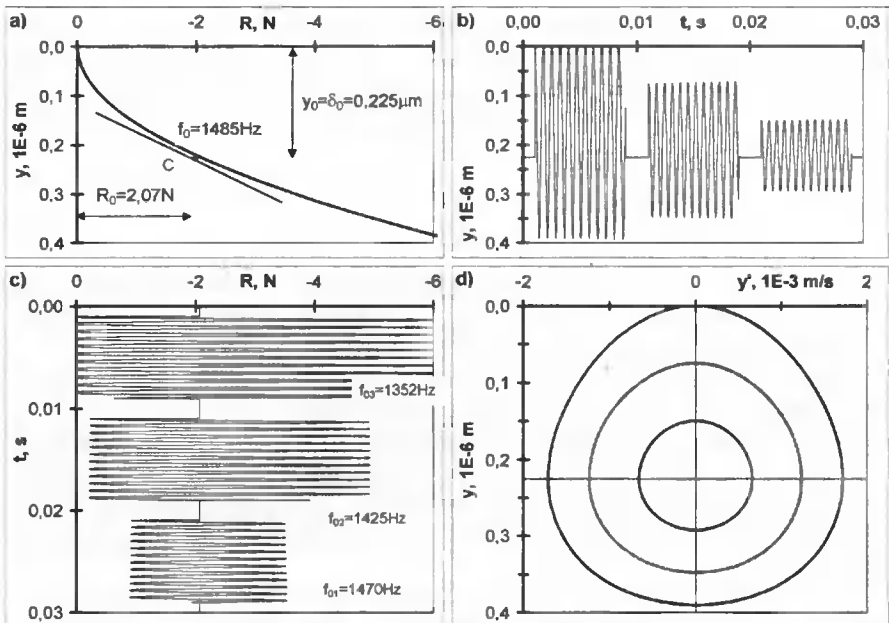 a)
0
-2
R, N
-4
-6
0,0
0,1
0,2
0,3
0,4
y, 1E-6 m
y₀=δ₀=0,225μm
f₀=1485Hz
C
R₀=2,07N
b)
0,00
0,01
t, s
0,02
0,03
0,0
0,1
0,2
0,3
0,4
y, 1E-6 m
c)
0
-2
R, N
-4
-6
0,00
0,01
0,02
0,03
t, s
f₀₃=1352Hz
f₀₂=1425Hz
f₀₁=1470Hz
d)
-2
0
y', 1E-3 m/s
2
0,0
0,1
0,2
0,3
0,4
y, 1E-6 m